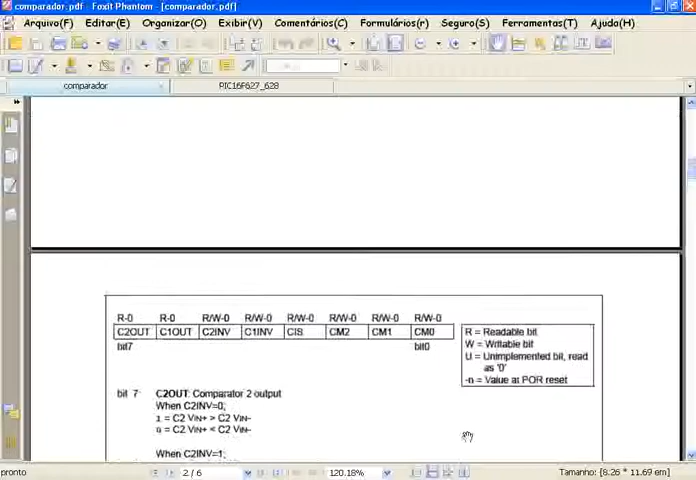 comparador.pdf - Foxit Phantom - [comparador.pdf]
Arquivo(F) Editar(E) Organizar(O) Exibir(V) Comentários(C) Formulários(r) Seguro(S) Ferramentas(T) Ajuda(H)
comparador PIC16F627_628
R-0 R-0 R/W-0 R/W-0 R/W-0 R/W-0 R/W-0 R/W-0
C2OUT C1OUT C2INV C1INV CIS CM2 CM1 CM0
bit7 bit0
R = Readable bit
W = Writable bit
U = Unimplemented bit, read
as '0'
-n = Value at POR reset
bit 7: C2OUT: Comparator 2 output
When C2INV=0;
1 = C2 VIN+ > C2 VIN-
0 = C2 VIN+ < C2 VIN-
When C2INV=1;
pronto 2 / 6 120.18% Tamanho: [8.26 * 11.69 em]